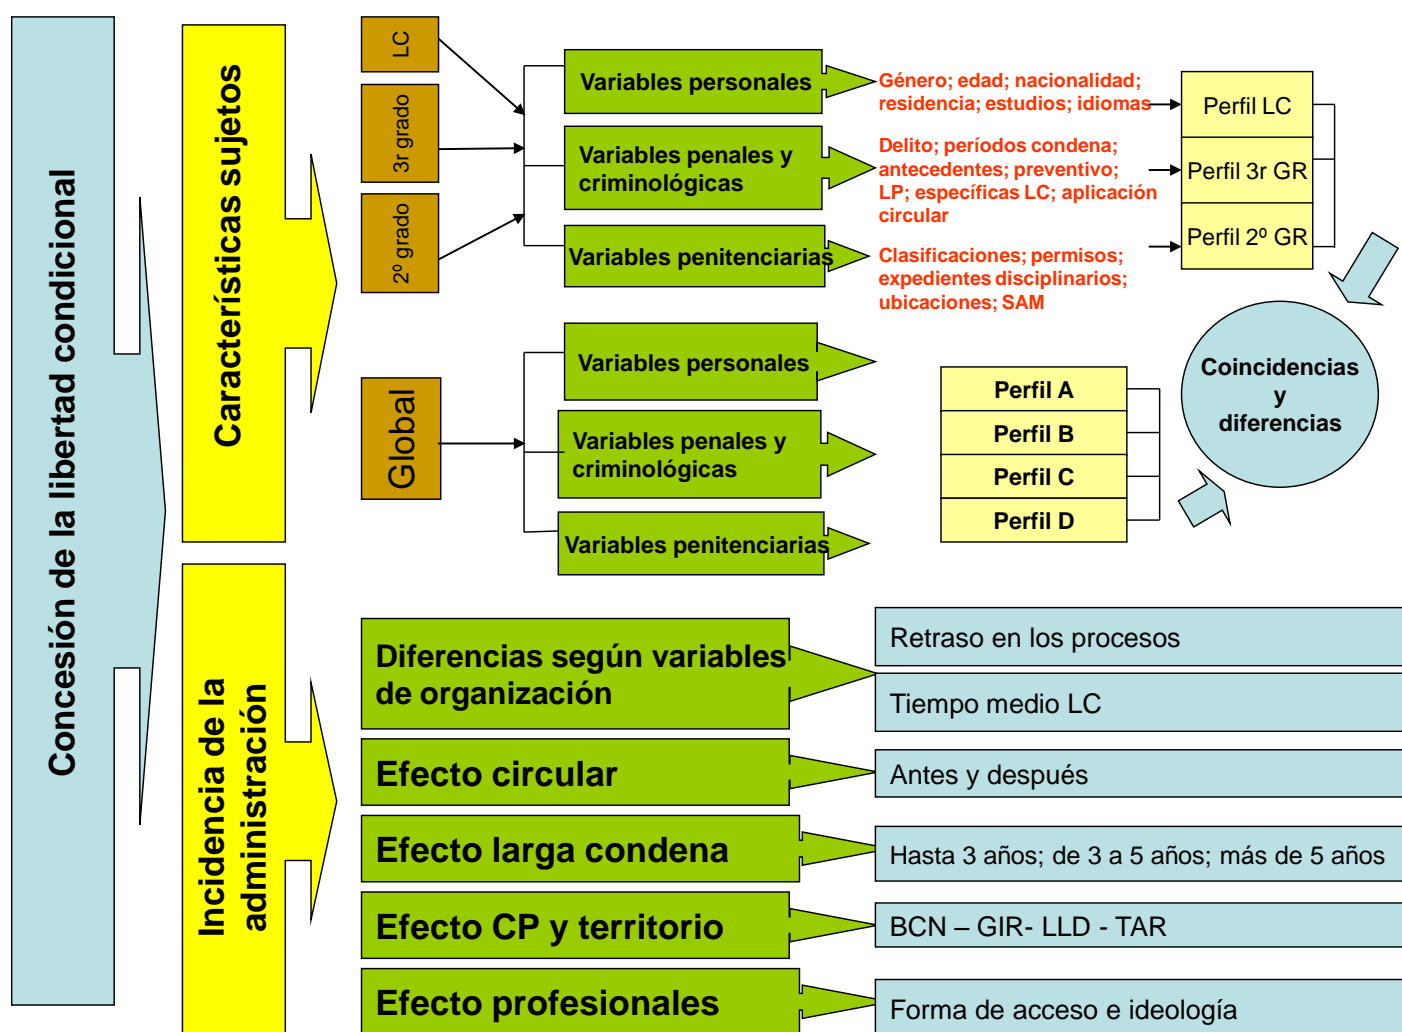 Concesión de la libertad condicional
Características sujetos
LC
3r grado
2º grado
Variables personales
Género; edad; nacionalidad;
residencia; estudios; idiomas
Variables penales y
criminológicas
Delito; períodos condena;
antecedentes; preventivo;
LP; específicas LC; aplicación
circular
Variables penitenciarias
Clasificaciones; permisos;
expedientes disciplinarios;
ubicaciones; SAM
Perfil LC
Perfil 3r GR
Perfil 2º GR
Global
Variables personales
Variables penales y
criminológicas
Variables penitenciarias
Perfil A
Perfil B
Perfil C
Perfil D
Coincidencias
y
diferencias
Incidencia de la
administración
Diferencias según variables
de organización
Retraso en los procesos
Tiempo medio LC
Efecto circular
Antes y después
Efecto larga condena
Hasta 3 años; de 3 a 5 años; más de 5 años
Efecto CP y territorio
BCN – GIR- LLD - TAR
Efecto profesionales
Forma de acceso e ideología